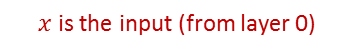 x is the input (from layer 0)